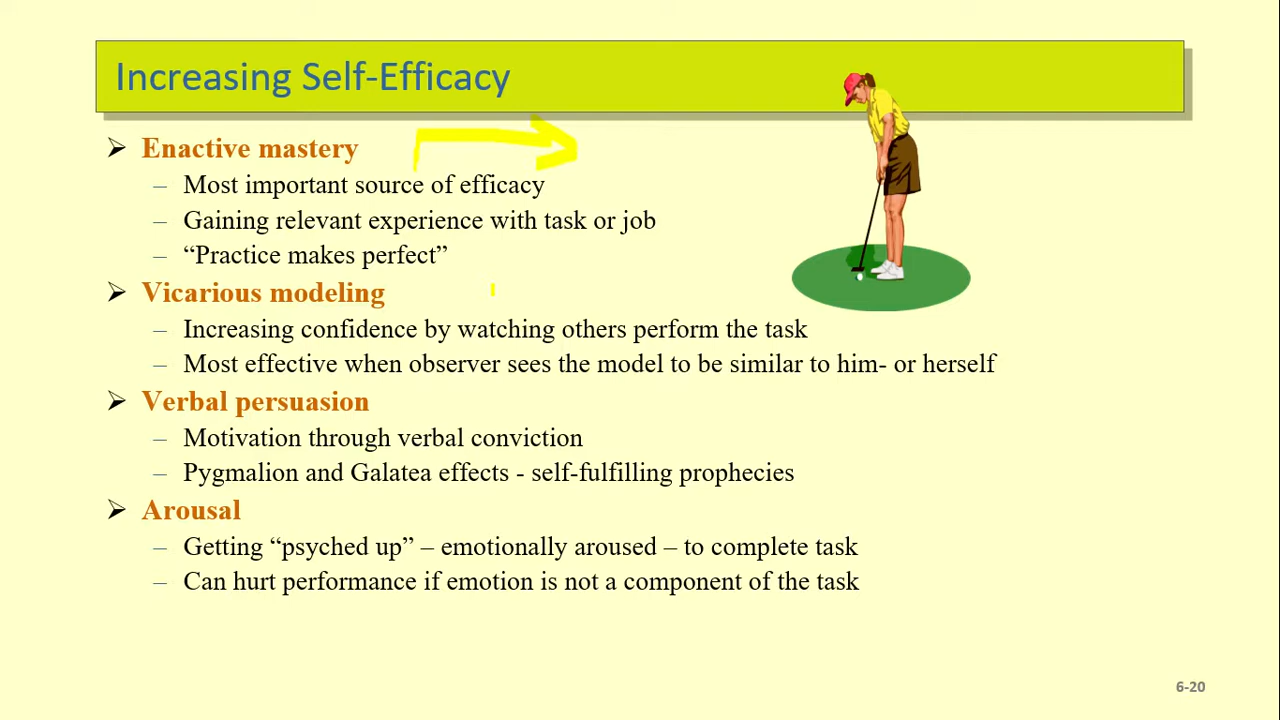 Increasing Self-Efficacy
➢ Enactive mastery
– Most important source of efficacy
– Gaining relevant experience with task or job
– “Practice makes perfect”
➢ Vicarious modeling
– Increasing confidence by watching others perform the task
– Most effective when observer sees the model to be similar to him- or herself
➢ Verbal persuasion
– Motivation through verbal conviction
– Pygmalion and Galatea effects - self-fulfilling prophecies
➢ Arousal
– Getting “psyched up” – emotionally aroused – to complete task
– Can hurt performance if emotion is not a component of the task
6-20